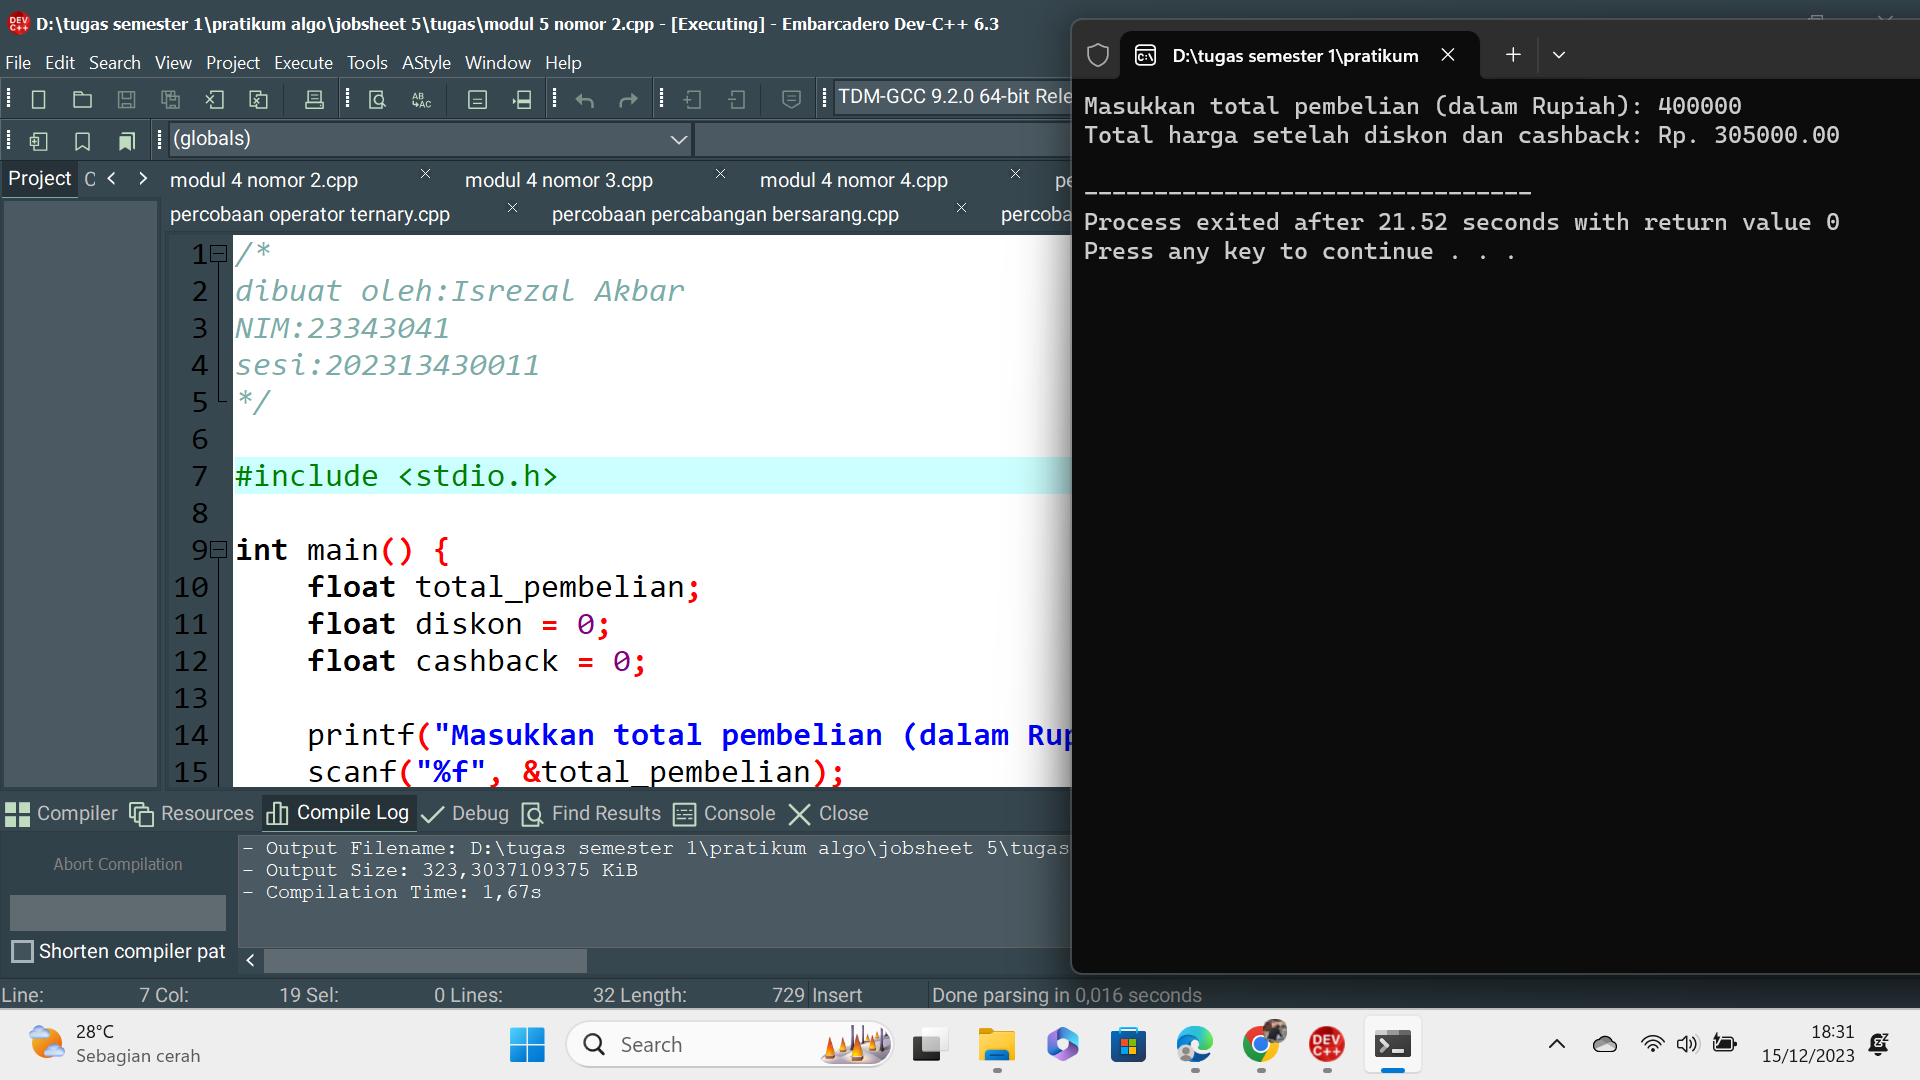 D:\tugas semester 1\pratikum algo\jobsheet 5\tugas\modul 5 nomor 2.cpp - [Executing] - Embarcadero Dev-C++ 6.3
File Edit Search View Project Execute Tools AStyle Window Help
TDM-GCC 9.2.0 64-bit Rele
(globals)
Project C
modul 4 nomor 2.cpp modul 4 nomor 3.cpp modul 4 nomor 4.cpp pe
percobaan operator ternary.cpp percobaan percabangan bersarang.cpp percoba
1 /*
2 dibuat oleh:Isrezal Akbar
3 NIM:23343041
4 sesi:202313430011
5 */
6
7 #include <stdio.h>
8
9 int main() {
10 float total_pembelian;
11 float diskon = 0;
12 float cashback = 0;
13
14 printf("Masukkan total pembelian (dalam Rup
15 scanf("%f", &total_pembelian);
Compiler Resources Compile Log Debug Find Results Console Close
Abort Compilation
Shorten compiler pat
- Output Filename: D:\tugas semester 1\pratikum algo\jobsheet 5\tugas
- Output Size: 323,3037109375 KiB
- Compilation Time: 1,67s
Line: 7 Col: 19 Sel: 0 Lines: 32 Length: 729 Insert Done parsing in 0,016 seconds
D:\tugas semester 1\pratikum
Masukkan total pembelian (dalam Rupiah): 400000
Total harga setelah diskon dan cashback: Rp. 305000.00
--------------------------------
Process exited after 21.52 seconds with return value 0
Press any key to continue . . .
28°C
Sebagian cerah
Search
DEV C++
18:31
15/12/2023